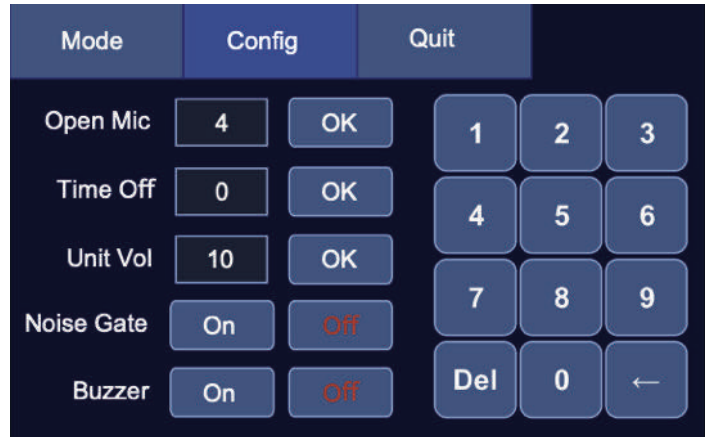 Mode Config Quit
Open Mic 4 OK
Time Off 0 OK
Unit Vol 10 OK
Noise Gate On Off
Buzzer On Off
1 2 3
4 5 6
7 8 9
Del 0 ←